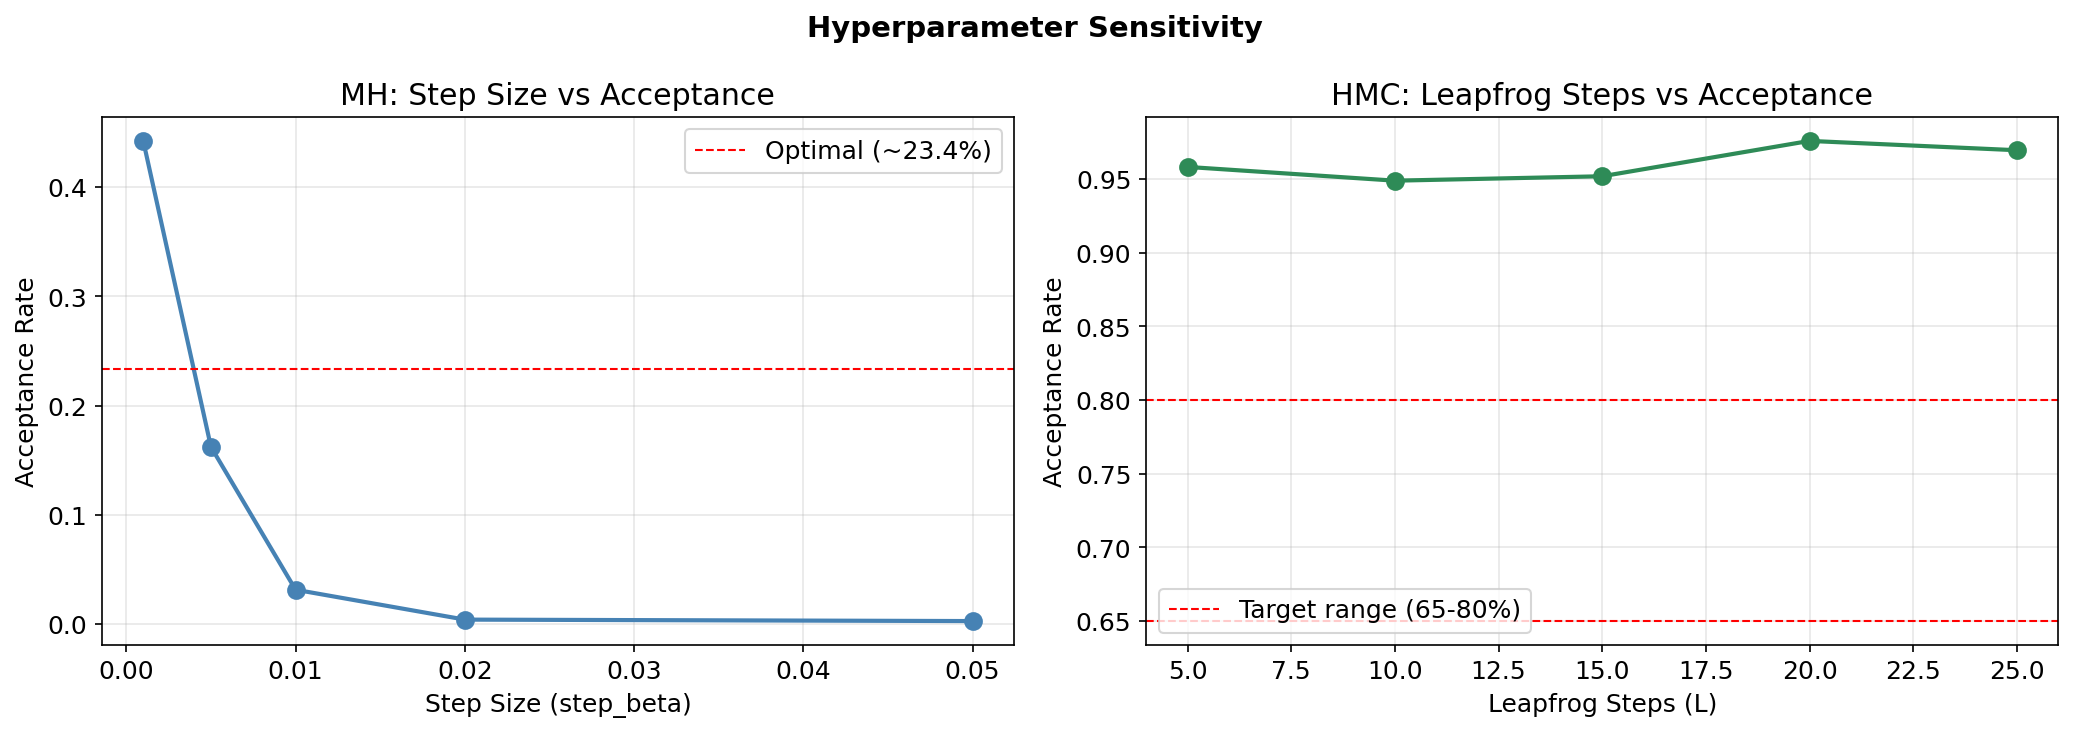 Hyperparameter Sensitivity
MH: Step Size vs Acceptance
Optimal (~23.4%)
Acceptance Rate
0.4
0.3
0.2
0.1
0.0
0.00 0.01 0.02 0.03 0.04 0.05
Step Size (step_beta)
HMC: Leapfrog Steps vs Acceptance
Acceptance Rate
0.95
0.90
0.85
0.80
0.75
0.70
0.65
Target range (65-80%)
5.0 7.5 10.0 12.5 15.0 17.5 20.0 22.5 25.0
Leapfrog Steps (L)